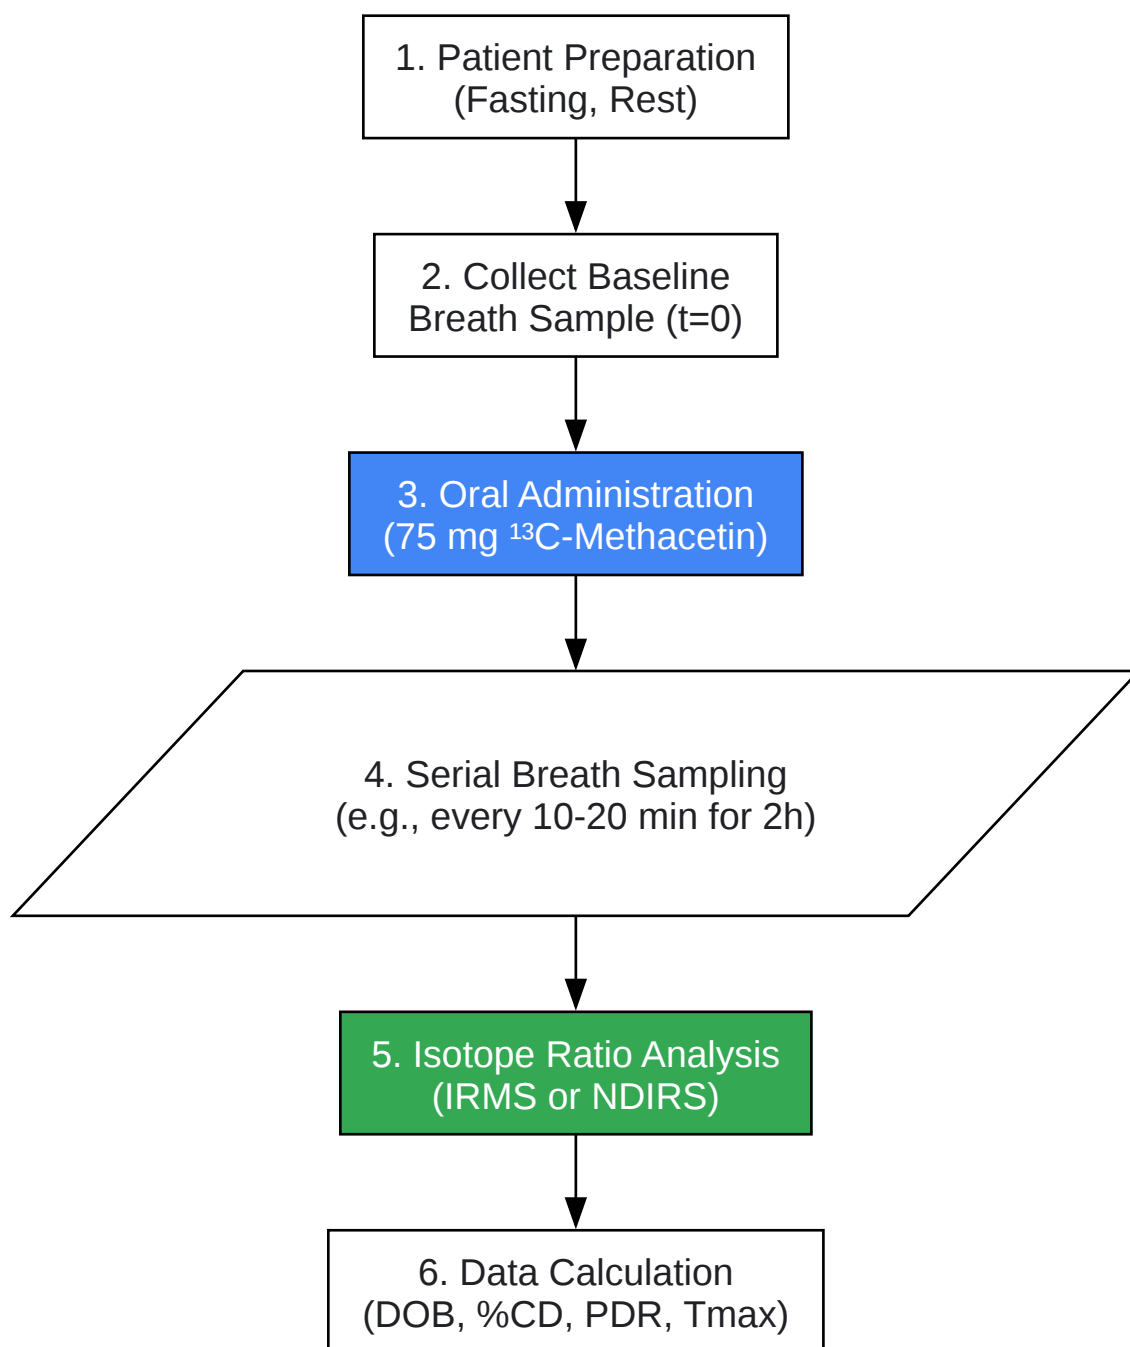 1. Patient Preparation
(Fasting, Rest)
2. Collect Baseline
Breath Sample (t=0)
3. Oral Administration
(75 mg ¹³C-Methacetin)
4. Serial Breath Sampling
(e.g., every 10-20 min for 2h)
5. Isotope Ratio Analysis
(IRMS or NDIRS)
6. Data Calculation
(DOB, %CD, PDR, Tmax)